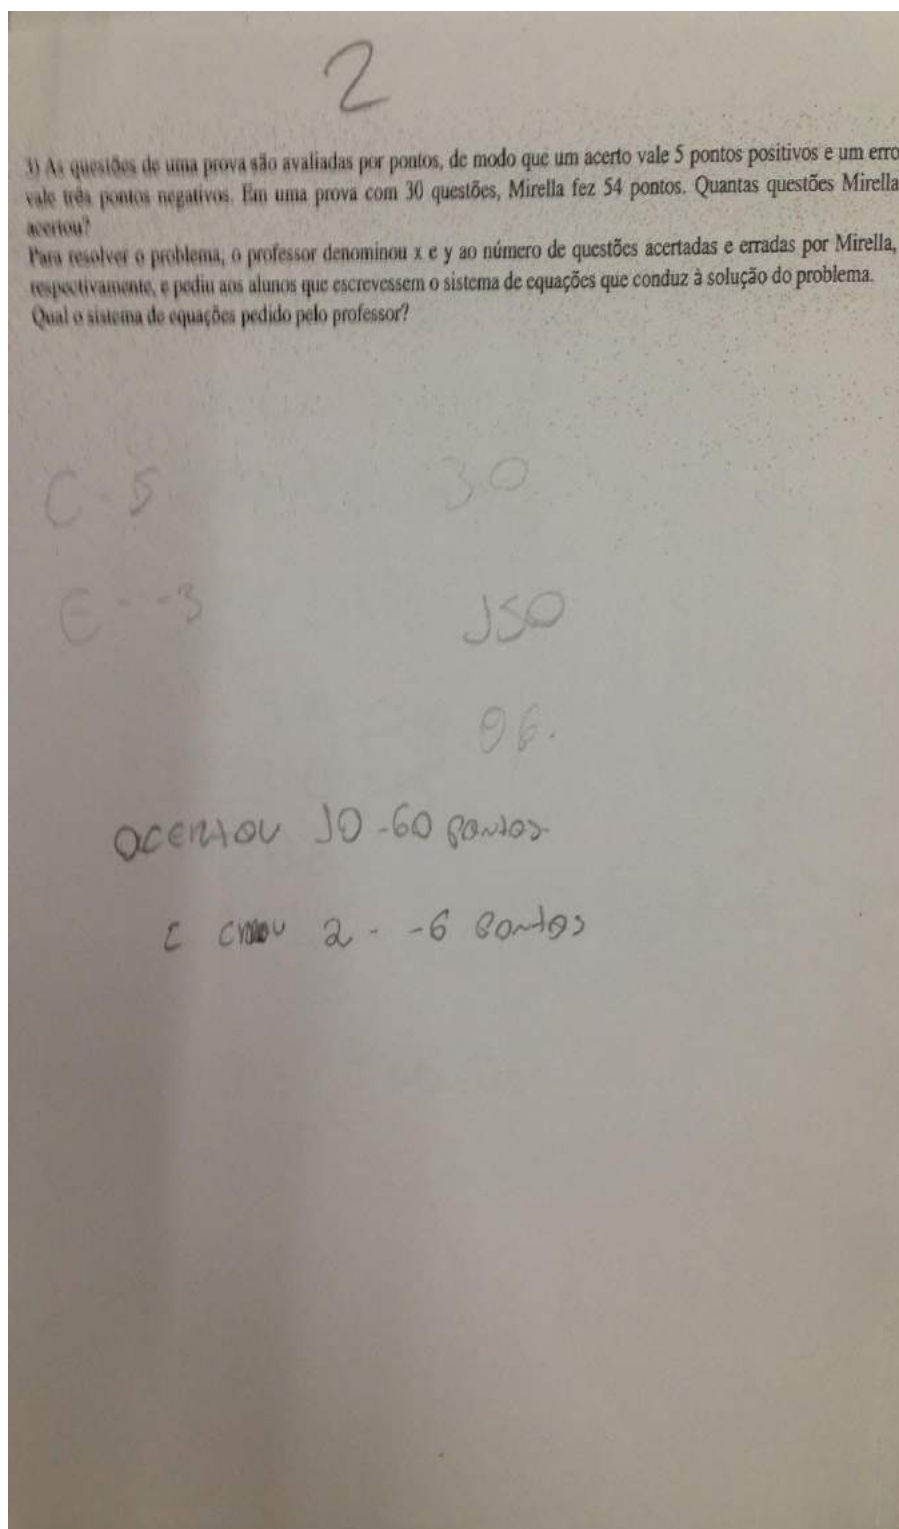 2
3) As questões de uma prova são avaliadas por pontos, de modo que um acerto vale 5 pontos positivos e um erro
vale três pontos negativos. Em uma prova com 30 questões, Mirella fez 54 pontos. Quantas questões Mirella
acertou?
Para resolver o problema, o professor denominou x e y ao número de questões acertadas e erradas por Mirella,
respectivamente, e pediu aos alunos que escrevessem o sistema de equações que conduz à solução do problema.
Qual o sistema de equações pedido pelo professor?
C - 5 30
E - -3 150
96.
acertou 10 - 60 pontos
E errou 2 - -6 pontos